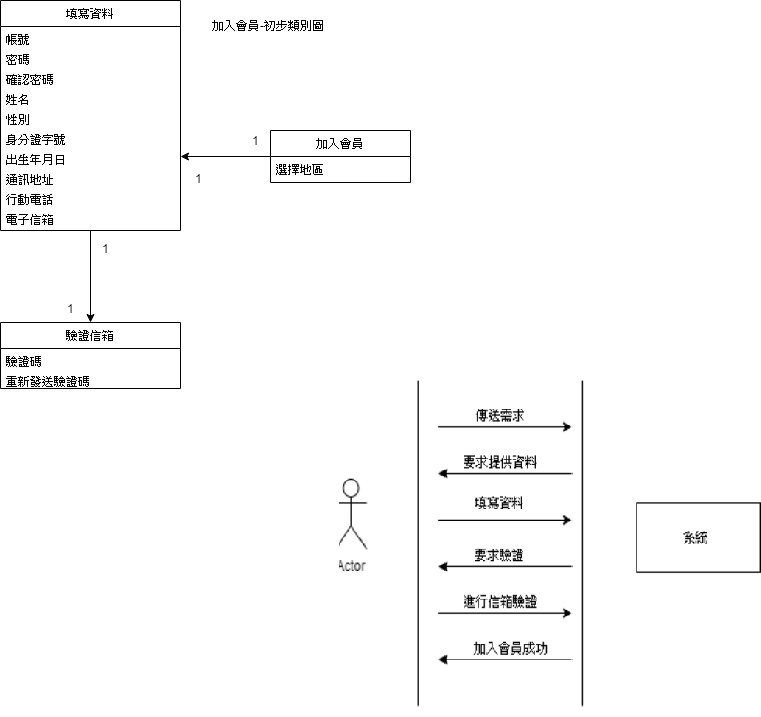 填寫資料
加入會員-初步類別圖
帳號
密碼
確認密碼
姓名
性別
身分證字號
出生年月日
通訊地址
行動電話
電子信箱
1
加入會員
選擇地區
1
1
1
驗證信箱
驗證碼
重新發送驗證碼
傳送需求
要求提供資料
填寫資料
系統
要求驗證
Actor
進行信箱驗證
加入會員成功